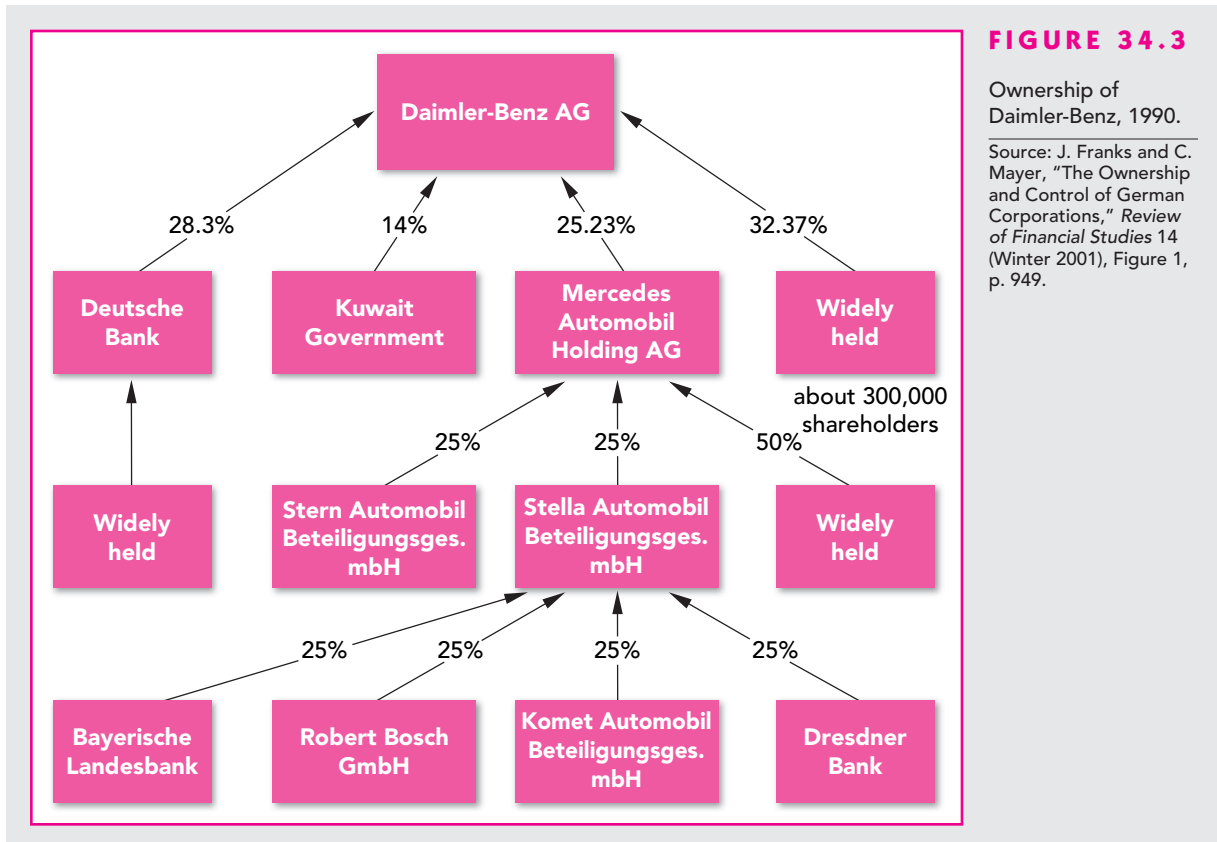 FIGURE 34.3
Ownership of
Daimler-Benz, 1990.
Source: J. Franks and C.
Mayer, “The Ownership
and Control of German
Corporations,” Review
of Financial Studies 14
(Winter 2001), Figure 1,
p. 949.
Daimler-Benz AG
28.3%
14%
25.23%
32.37%
Deutsche
Bank
Kuwait
Government
Mercedes
Automobil
Holding AG
Widely
held
about 300,000
shareholders
25%
25%
50%
Widely
held
Stern Automobil
Beteiligungsges.
mbH
Stella Automobil
Beteiligungsges.
mbH
Widely
held
25%
25%
25%
25%
Bayerische
Landesbank
Robert Bosch
GmbH
Komet Automobil
Beteiligungsges.
mbH
Dresdner
Bank